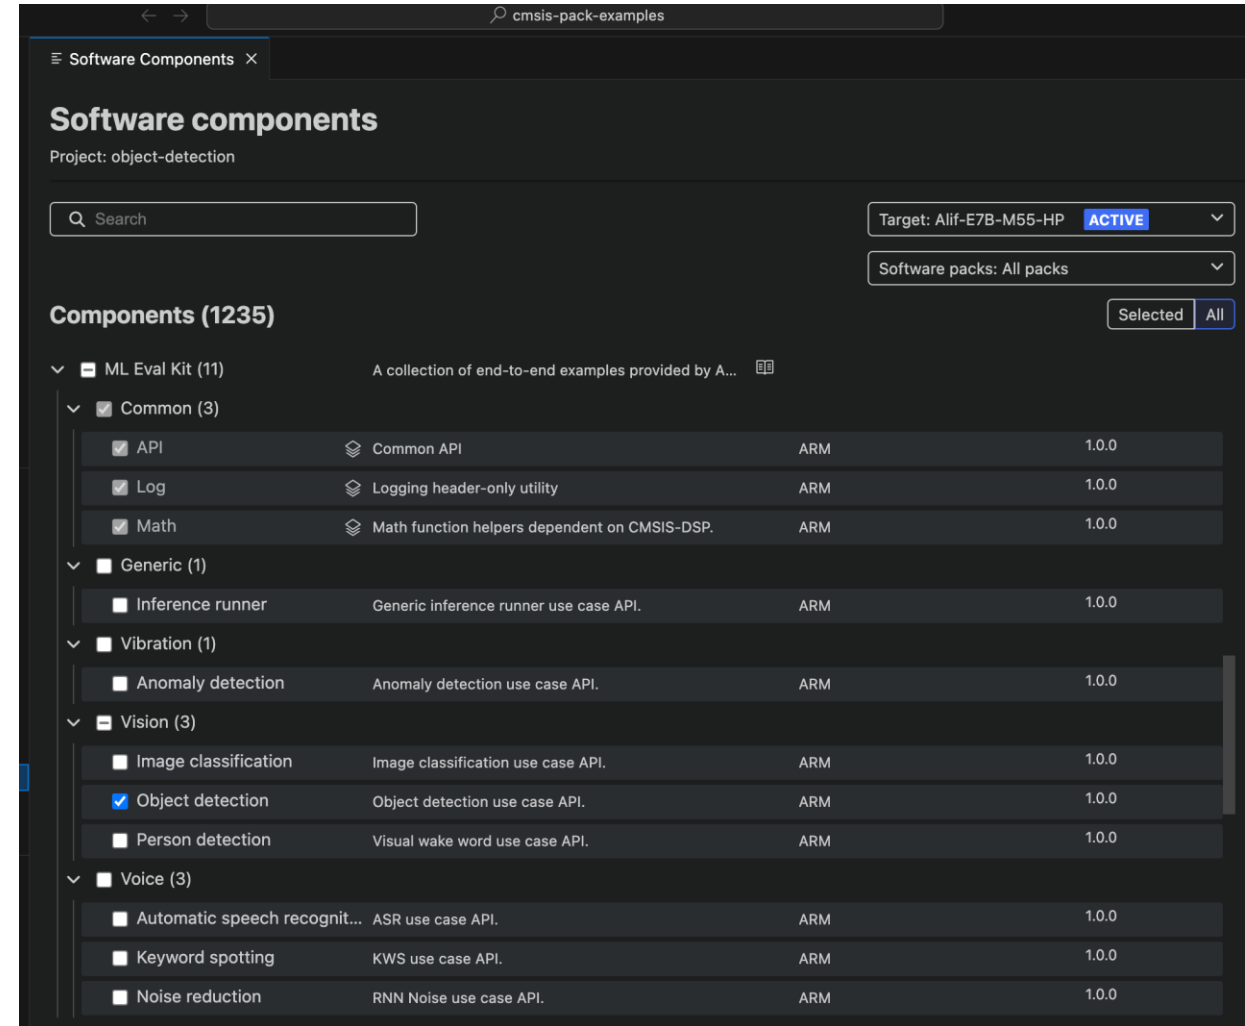 cmsis-pack-examples
Software Components
Software components
Project: object-detection
Search
Target: Alif-E7B-M55-HP ACTIVE
Software packs: All packs
Components (1235)
Selected All
ML Eval Kit (11) A collection of end-to-end examples provided by A...
Common (3)
API Common API ARM 1.0.0
Log Logging header-only utility ARM 1.0.0
Math Math function helpers dependent on CMSIS-DSP. ARM 1.0.0
Generic (1)
Inference runner Generic inference runner use case API. ARM 1.0.0
Vibration (1)
Anomaly detection Anomaly detection use case API. ARM 1.0.0
Vision (3)
Image classification Image classification use case API. ARM 1.0.0
Object detection Object detection use case API. ARM 1.0.0
Person detection Visual wake word use case API. ARM 1.0.0
Voice (3)
Automatic speech recognit... ASR use case API. ARM 1.0.0
Keyword spotting KWS use case API. ARM 1.0.0
Noise reduction RNN Noise use case API. ARM 1.0.0